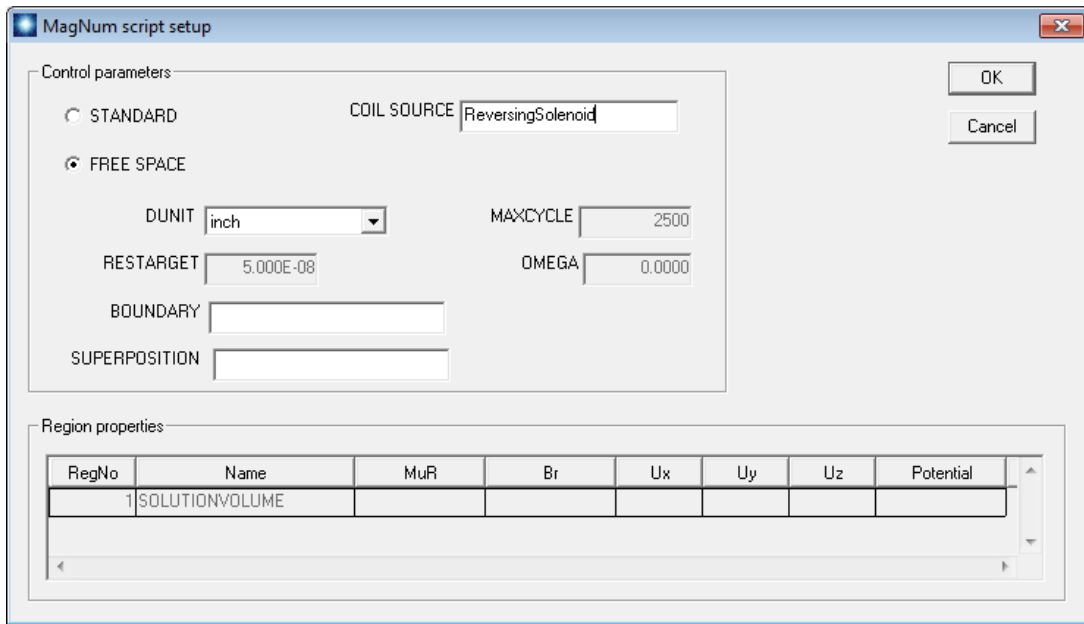 MagNum script setup
Control parameters
OK
STANDARD
COIL SOURCE ReversingSolenoid
Cancel
FREE SPACE
DUNIT inch MAXCYCLE 2500
RESTARGET 5.000E-08 OMEGA 0.0000
BOUNDARY
SUPERPOSITION
Region properties
RegNo Name MuR Br Ux Uy Uz Potential
1 SOLUTIONVOLUME